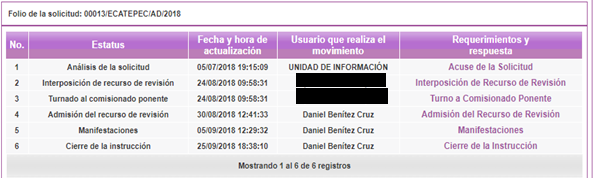 Folio de la solicitud: 00013/ECATEPEC/AD/2018
No. Estatus Fecha y hora de actualización Usuario que realiza el movimiento Requerimientos y respuesta
1 Análisis de la solicitud 05/07/2018 19:15:09 UNIDAD DE INFORMACIÓN Acuse de la Solicitud
2 Interposición de recurso de revisión 24/08/2018 09:58:31 Interposición de Recurso de Revisión
3 Turnado al comisionado ponente 24/08/2018 09:58:31 Turno a Comisionado Ponente
4 Admisión del recurso de revisión 30/08/2018 12:41:33 Daniel Benítez Cruz Admisión del Recurso de Revisión
5 Manifestaciones 05/09/2018 12:29:32 Daniel Benítez Cruz Manifestaciones
6 Cierre de la instrucción 25/09/2018 18:38:10 Daniel Benítez Cruz Cierre de la Instrucción
Mostrando 1 al 6 de 6 registros